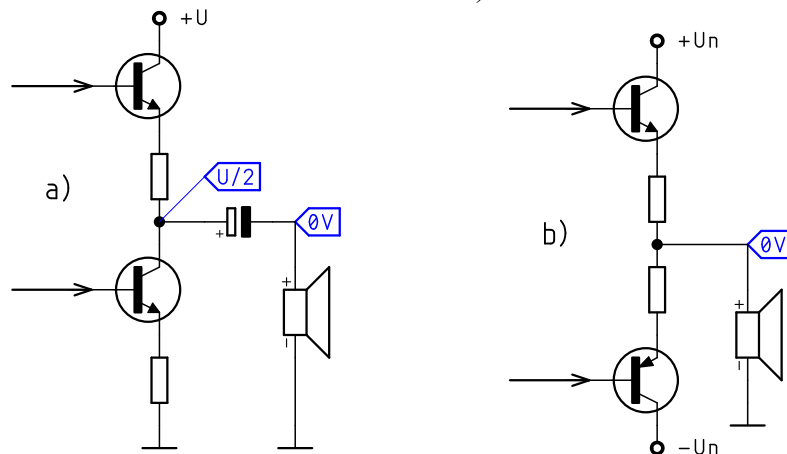 +U
a)
U/2
+
0V
+
-
+Un
b)
0V
+
-
-Un